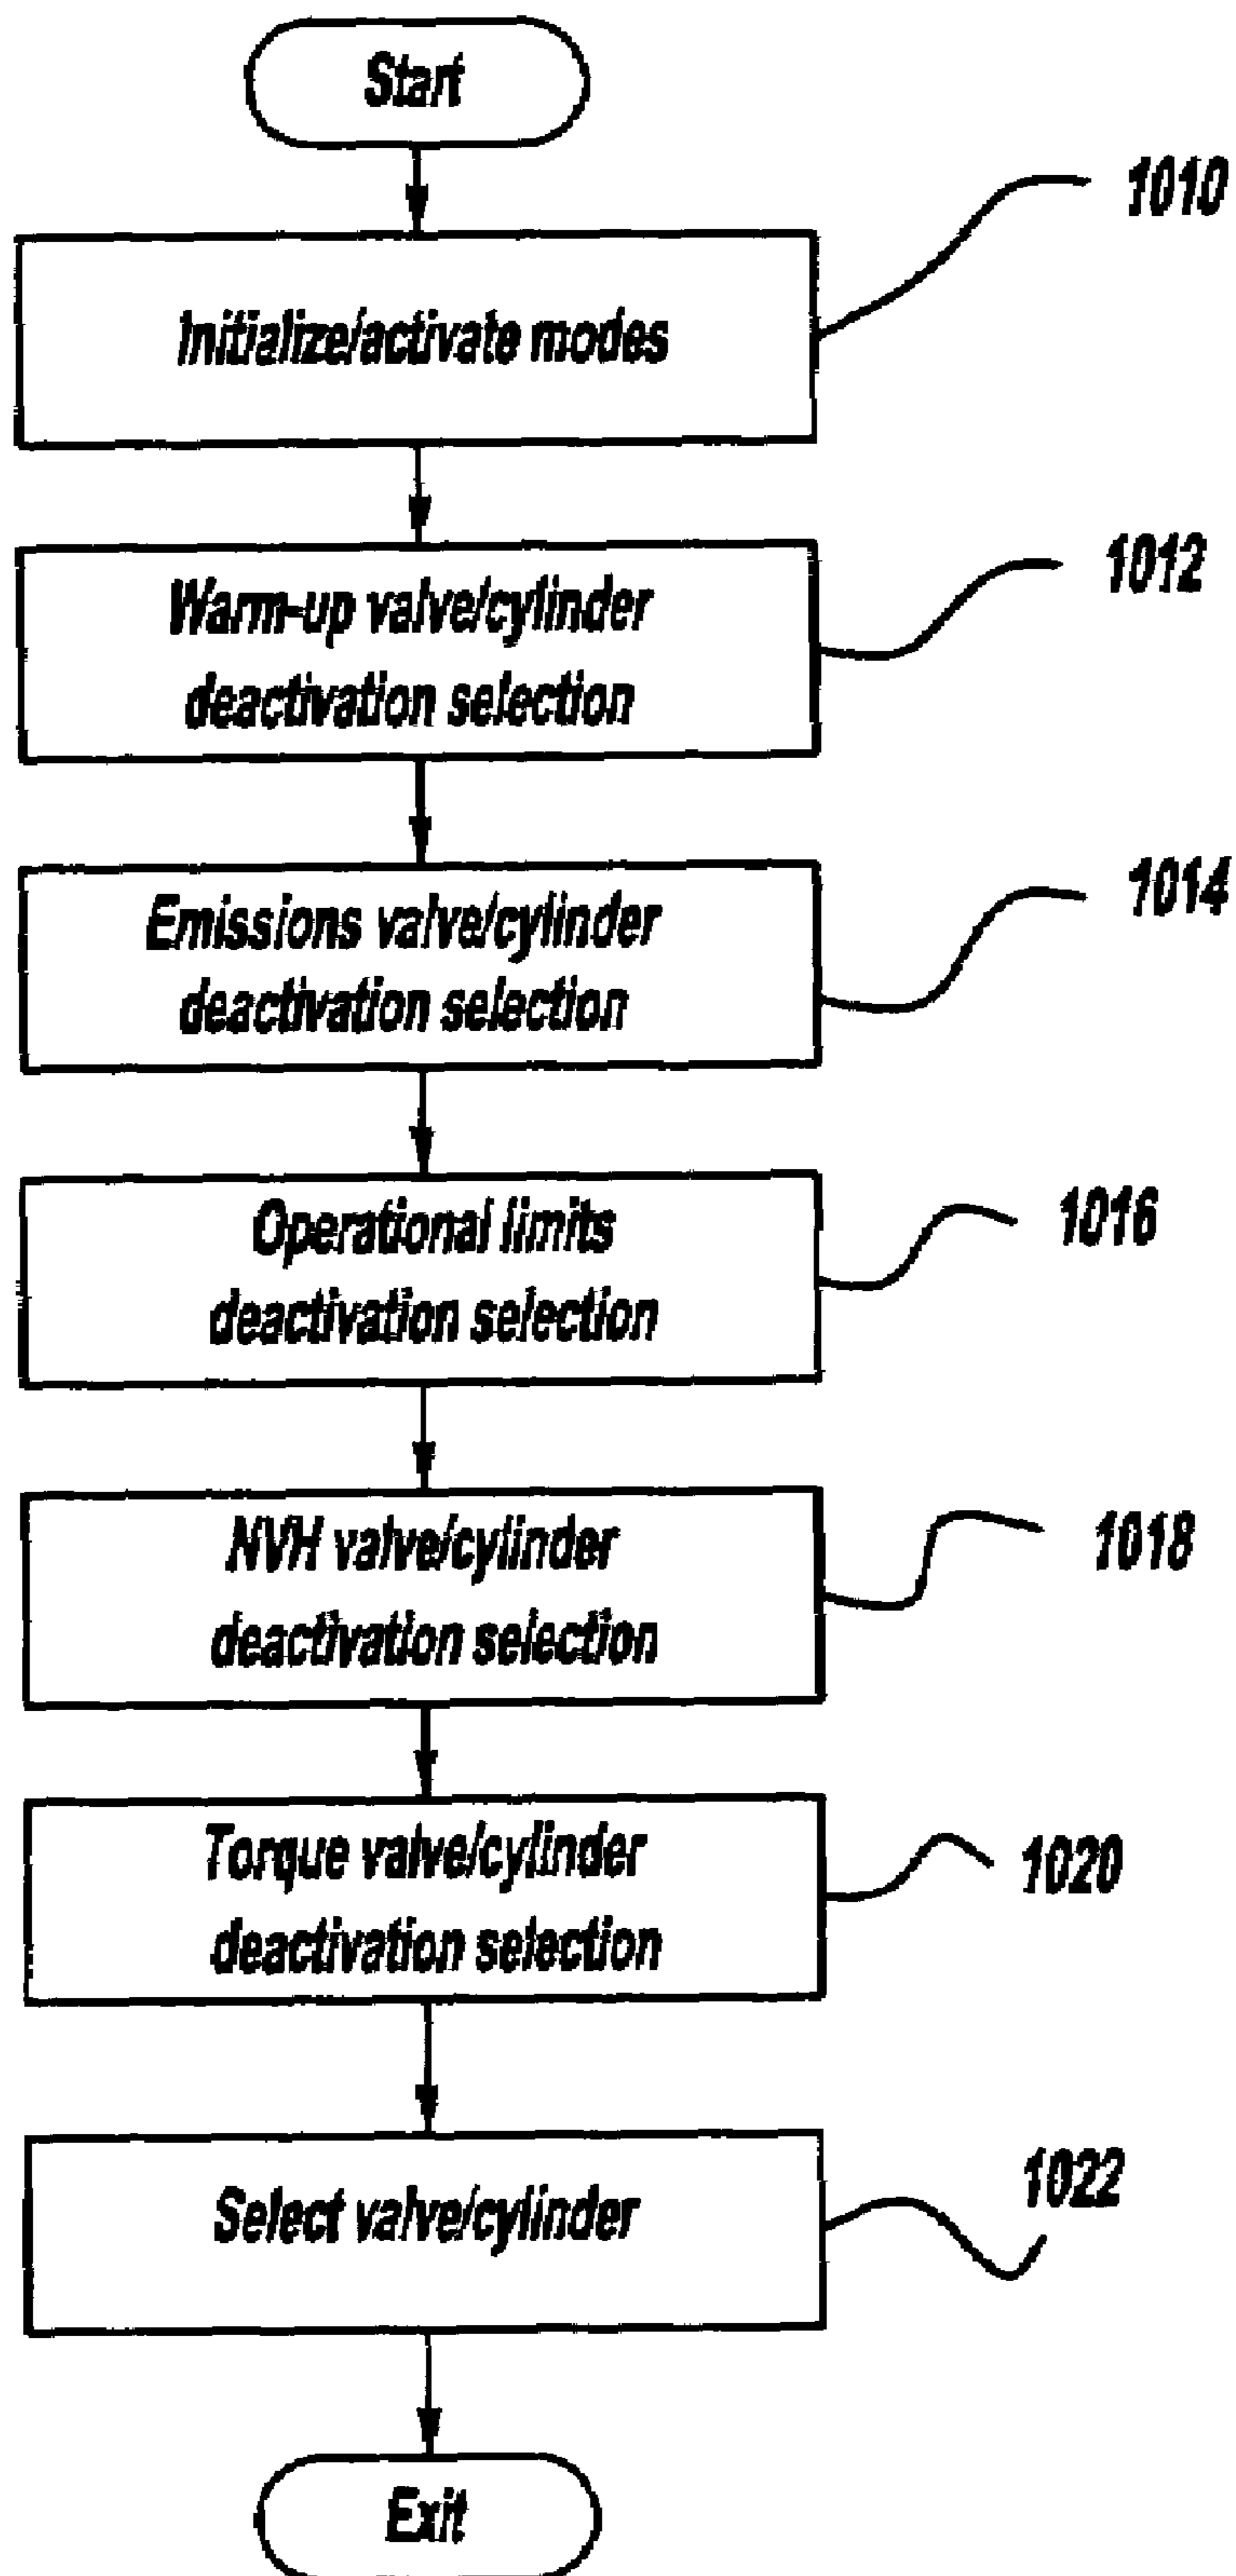 Start
1010
Initialize/activate modes
1012
Warm-up valve/cylinder
deactivation selection
1014
Emissions valve/cylinder
deactivation selection
1016
Operational limits
deactivation selection
1018
NVH valve/cylinder
deactivation selection
1020
Torque valve/cylinder
deactivation selection
1022
Select valve/cylinder
Exit